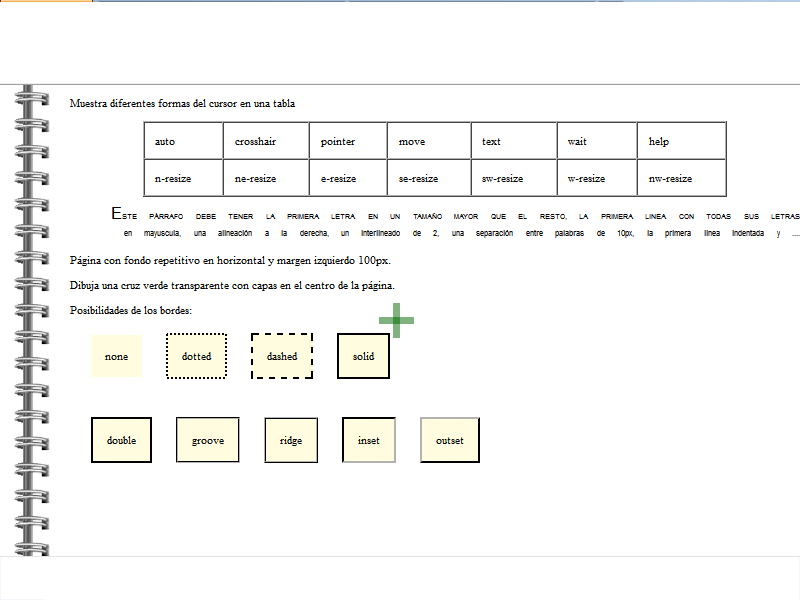 Muestra diferentes formas del cursor en una tabla
auto crosshair pointer move text wait help
n-resize ne-resize e-resize se-resize sw-resize w-resize nw-resize
ESTE PÁRRAFO DEBE TENER LA PRIMERA LETRA EN UN TAMAÑO MAYOR QUE EL RESTO, LA PRIMERA LINEA CON TODAS SUS LETRAS
en mayuscula, una alineación a la derecha, un interlineado de 2, una separación entre palabras de 10px, la primera linea indentada y ....
Página con fondo repetitivo en horizontal y margen izquierdo 100px.
Dibuja una cruz verde transparente con capas en el centro de la página.
Posibilidades de los bordes:
none dotted dashed solid
double groove ridge inset outset